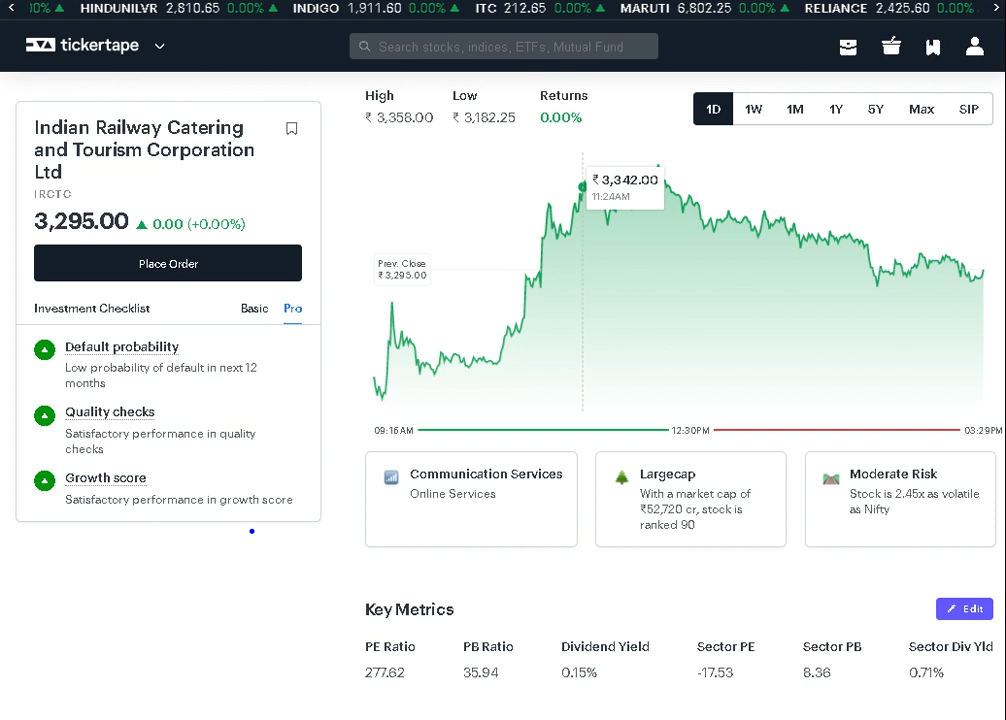 0% HINDUNILVR 2,810.65 0.00% INDIGO 1,911.60 0.00% ITC 212.65 0.00% MARUTI 6,802.25 0.00% RELIANCE 2,425.60 0.00%
tickertape
Search stocks, indices, ETFs, Mutual Fund
Indian Railway Catering
and Tourism Corporation
Ltd
IRCTC
3,295.00 0.00 (+0.00%)
Place Order
Investment Checklist Basic Pro
Default probability
Low probability of default in next 12
months
Quality checks
Satisfactory performance in quality
checks
Growth score
Satisfactory performance in growth score
High Low Returns
₹ 3,358.00 ₹ 3,182.25 0.00%
1D 1W 1M 1Y 5Y Max SIP
₹ 3,342.00
11:24AM
Prev. Close
₹ 3,295.00
09:16AM 12:30PM 03:29PM
Communication Services
Online Services
Largecap
With a market cap of
₹52,720 cr, stock is
ranked 90
Moderate Risk
Stock is 2.45x as volatile
as Nifty
Key Metrics Edit
PE Ratio PB Ratio Dividend Yield Sector PE Sector PB Sector Div Yld
277.62 35.94 0.15% -17.53 8.36 0.71%